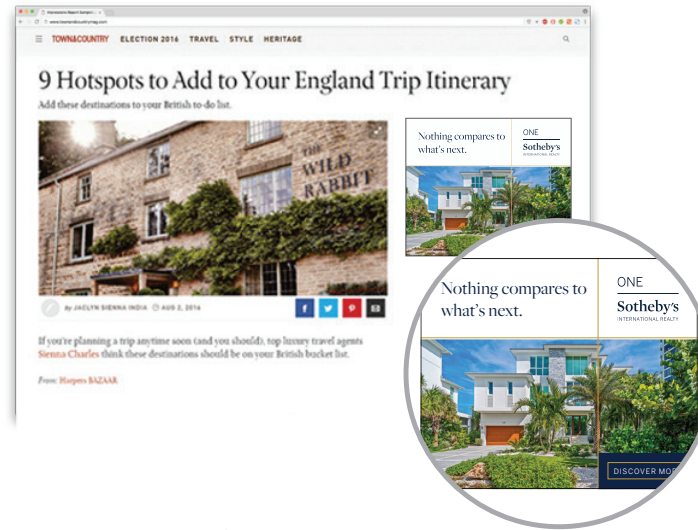 www.townandcountrymag.com
TOWN&COUNTRY ELECTION 2016 TRAVEL STYLE HERITAGE
9 Hotspots to Add to Your England Trip Itinerary
Add these destinations to your British to-do list.
THE
WILD
RABBIT
by JACLYN SIENNA INDIA AUG 2, 2016
If you're planning a trip anytime soon (and you should), top luxury travel agents
Sienna Charles think these destinations should be on your British bucket list.
From: Harpers BAZAAR
Nothing compares to
what's next.
ONE
Sotheby's
INTERNATIONAL REALTY
Nothing compares to
what's next.
ONE
Sotheby's
INTERNATIONAL REALTY
DISCOVER MO